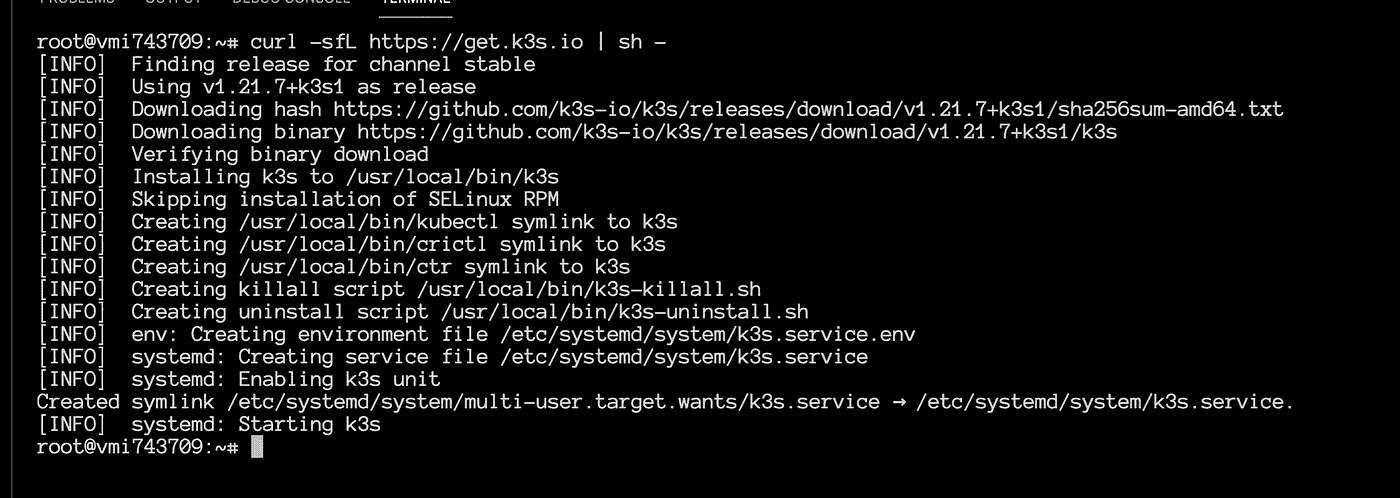 PROBLEMS OUTPUT DEBUG CONSOLE TERMINAL
root@vmi743709:~# curl -sfL https://get.k3s.io | sh -
[INFO]  Finding release for channel stable
[INFO]  Using v1.21.7+k3s1 as release
[INFO]  Downloading hash https://github.com/k3s-io/k3s/releases/download/v1.21.7+k3s1/sha256sum-amd64.txt
[INFO]  Downloading binary https://github.com/k3s-io/k3s/releases/download/v1.21.7+k3s1/k3s
[INFO]  Verifying binary download
[INFO]  Installing k3s to /usr/local/bin/k3s
[INFO]  Skipping installation of SELinux RPM
[INFO]  Creating /usr/local/bin/kubectl symlink to k3s
[INFO]  Creating /usr/local/bin/crictl symlink to k3s
[INFO]  Creating /usr/local/bin/ctr symlink to k3s
[INFO]  Creating killall script /usr/local/bin/k3s-killall.sh
[INFO]  Creating uninstall script /usr/local/bin/k3s-uninstall.sh
[INFO]  env: Creating environment file /etc/systemd/system/k3s.service.env
[INFO]  systemd: Creating service file /etc/systemd/system/k3s.service
[INFO]  systemd: Enabling k3s unit
Created symlink /etc/systemd/system/multi-user.target.wants/k3s.service → /etc/systemd/system/k3s.service.
[INFO]  systemd: Starting k3s
root@vmi743709:~#